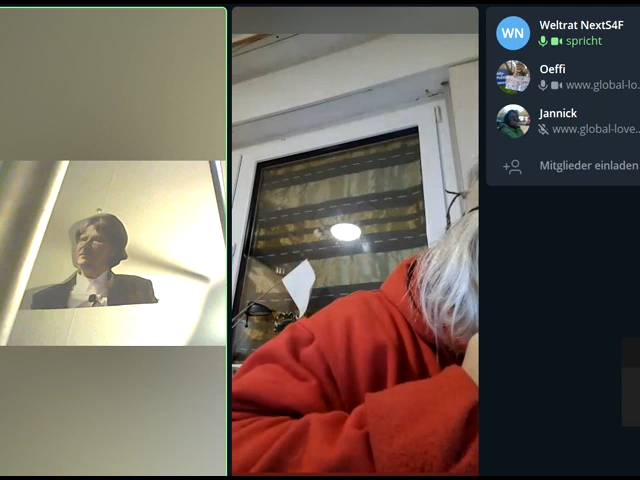 WN
Weltrat NextS4F
spricht
Oeffi
www.global-lo...
Jannick
www.global-love...
Mitglieder einladen